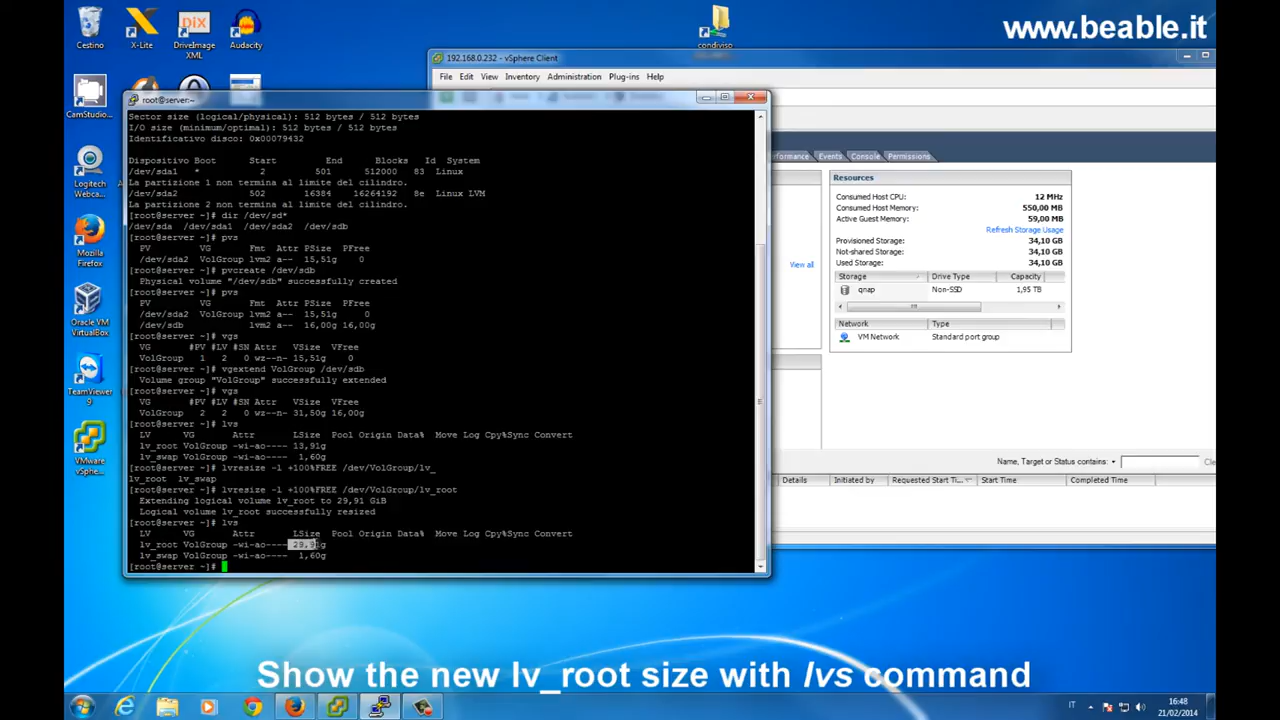 www.beable.it
Cestino
X-Lite
DriveImage
XML
Audacity
condiviso
CamStudio...
Logitech
Webca...
Mozilla
Firefox
Oracle VM
VirtualBox
TeamViewer
9
VMware
vSphe...
192.168.0.232 - vSphere Client
File Edit View Inventory Administration Plug-ins Help
root@server:~
Sector size (logical/physical): 512 bytes / 512 bytes
I/O size (minimum/optimal): 512 bytes / 512 bytes
Identificativo disco: 0x00079432
Dispositivo Boot Start End Blocks Id System
/dev/sda1 * 2 501 512000 83 Linux
La partizione 1 non termina al limite del cilindro.
/dev/sda2 502 16384 16264192 8e Linux LVM
La partizione 2 non termina al limite del cilindro.
[root@server ~]# dir /dev/sd*
/dev/sda /dev/sda1 /dev/sda2 /dev/sdb
[root@server ~]# pvs
PV VG Fmt Attr PSize PFree
/dev/sda2 VolGroup lvm2 a-- 15,51g 0
[root@server ~]# pvcreate /dev/sdb
Physical volume "/dev/sdb" successfully created
[root@server ~]# pvs
PV VG Fmt Attr PSize PFree
/dev/sda2 VolGroup lvm2 a-- 15,51g 0
/dev/sdb lvm2 a-- 16,00g 16,00g
[root@server ~]# vgs
VG #PV #LV #SN Attr VSize VFree
VolGroup 1 2 0 wz--n- 15,51g 0
[root@server ~]# vgextend VolGroup /dev/sdb
Volume group "VolGroup" successfully extended
[root@server ~]# vgs
VG #PV #LV #SN Attr VSize VFree
VolGroup 2 2 0 wz--n- 31,50g 16,00g
[root@server ~]# lvs
LV VG Attr LSize Pool Origin Data% Move Log Cpy%Sync Convert
lv_root VolGroup -wi-ao---- 13,91g
lv_swap VolGroup -wi-ao---- 1,60g
[root@server ~]# lvresize -l +100%FREE /dev/VolGroup/lv_
lv_root lv_swap
[root@server ~]# lvresize -l +100%FREE /dev/VolGroup/lv_root
Extending logical volume lv_root to 29,91 GiB
Logical volume lv_root successfully resized
[root@server ~]# lvs
LV VG Attr LSize Pool Origin Data% Move Log Cpy%Sync Convert
lv_root VolGroup -wi-ao---- 29,91g
lv_swap VolGroup -wi-ao---- 1,60g
[root@server ~]#
Events Console Permissions
Resources
Consumed Host CPU: 12 MHz
Consumed Host Memory: 550,00 MB
Active Guest Memory: 59,00 MB
Refresh Storage Usage
Provisioned Storage: 34,10 GB
Not-shared Storage: 34,10 GB
Used Storage: 34,10 GB
View all
Storage Drive Type Capacity
qnap Non-SSD 1,95 TB
Network Type
VM Network Standard port group
Name, Target or Status contains:
Details Initiated by Requested Start Ti... Start Time Completed Time
Show the new lv_root size with lvs command
IT
16:48
21/02/2014